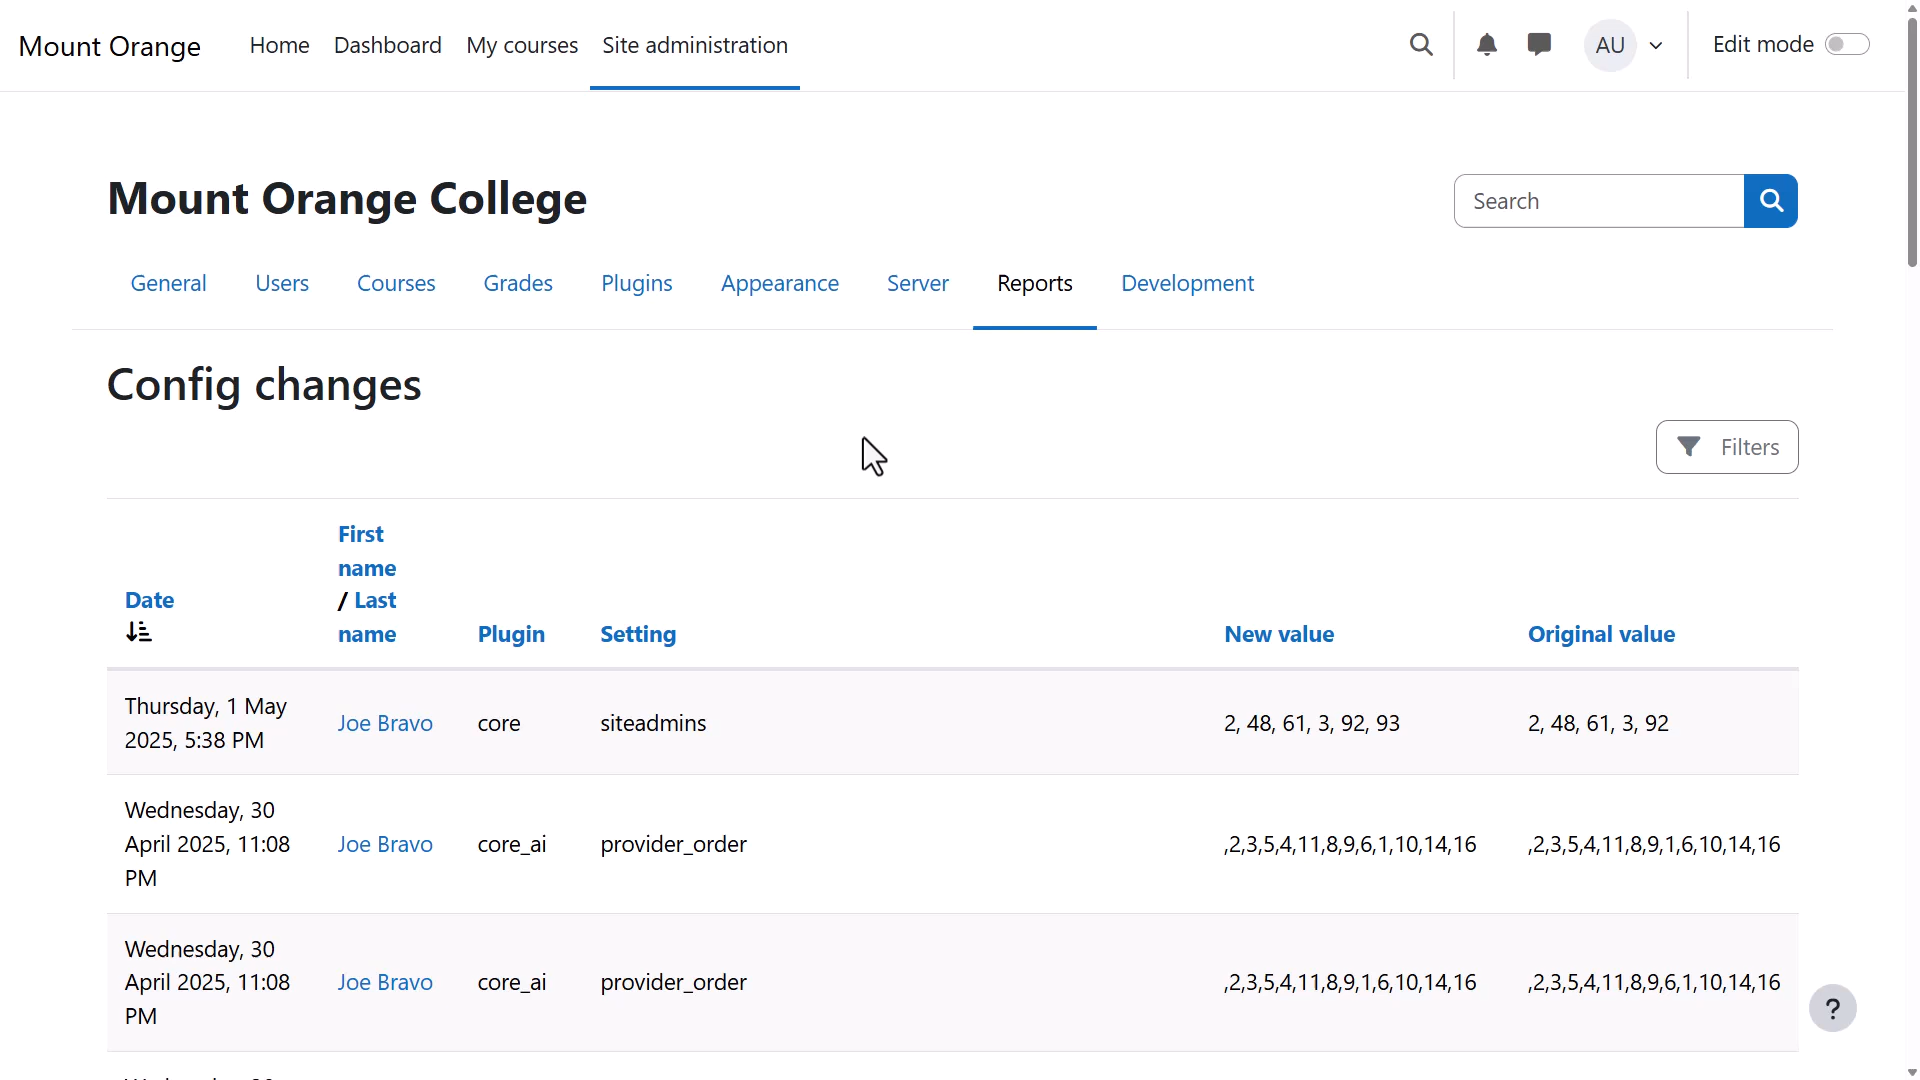 Mount Orange
Home
Dashboard
My courses
Site administration
AU
Edit mode
Mount Orange College
Search
General
Users
Courses
Grades
Plugins
Appearance
Server
Reports
Development
Config changes
Filters
Date
First
name
/ Last
name
Plugin
Setting
New value
Original value
Thursday, 1 May
2025, 5:38 PM
Joe Bravo
core
siteadmins
2, 48, 61, 3, 92, 93
2, 48, 61, 3, 92
Wednesday, 30
April 2025, 11:08
PM
Joe Bravo
core_ai
provider_order
,2,3,5,4,11,8,9,6,1,10,14,16
,2,3,5,4,11,8,9,1,6,10,14,16
Wednesday, 30
April 2025, 11:08
PM
Joe Bravo
core_ai
provider_order
,2,3,5,4,11,8,9,1,6,10,14,16
,2,3,5,4,11,8,9,6,1,10,14,16
?